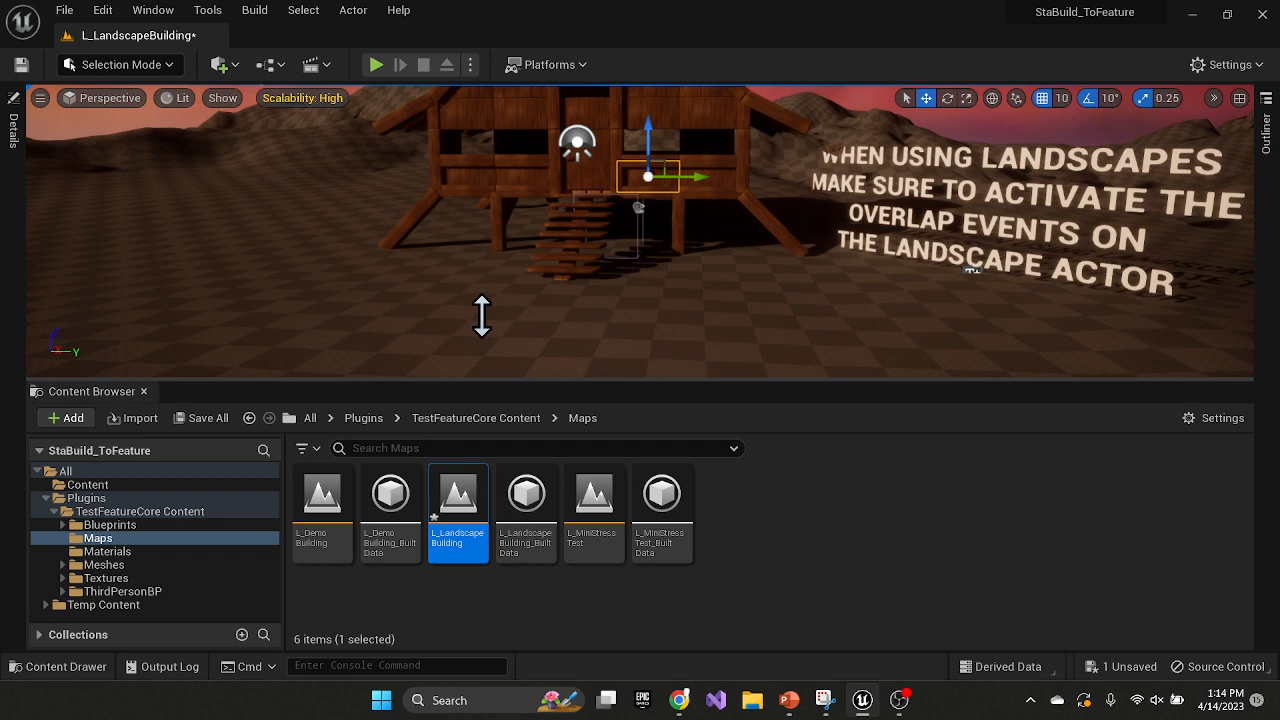 File Edit Window Tools Build Select Actor Help
StaBuild_ToFeature
L_LandscapeBuilding*
Selection Mode
Platforms
Settings
Perspective Lit Show Scalability: High
10 10° 0.25
Details
Outliner
WHEN USING LANDSCAPES
MAKE SURE TO ACTIVATE THE
OVERLAP EVENTS ON
THE LANDSCAPE ACTOR
Z
X Y
Content Browser
Add Import Save All All Plugins TestFeatureCore Content Maps Settings
StaBuild_ToFeature
Search Maps
All
Content
Plugins
TestFeatureCore Content
Blueprints
Maps
Materials
Meshes
Textures
ThirdPersonBP
Temp Content
Collections
L_Demo
Building
L_Demo
Building_Built
Data
L_Landscape
Building
L_Landscape
Building_Built
Data
L_MiniStress
Test
L_MiniStress
Test_Built
Data
6 items (1 selected)
Content Drawer Output Log Cmd Enter Console Command Derived Data 1 Unsaved Source Control
Search
EPIC
GAMES
1:14 PM
4/14/2023
15